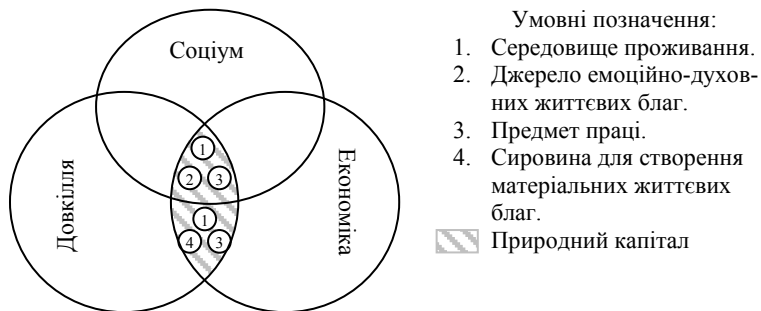 Соціум
Довкілля
Економіка
1
2
3
1
4
3
Умовні позначення:
1. Середовище проживання.
2. Джерело емоційно-духов-
них життєвих благ.
3. Предмет праці.
4. Сировина для створення
матеріальних життєвих
благ.
Природний капітал